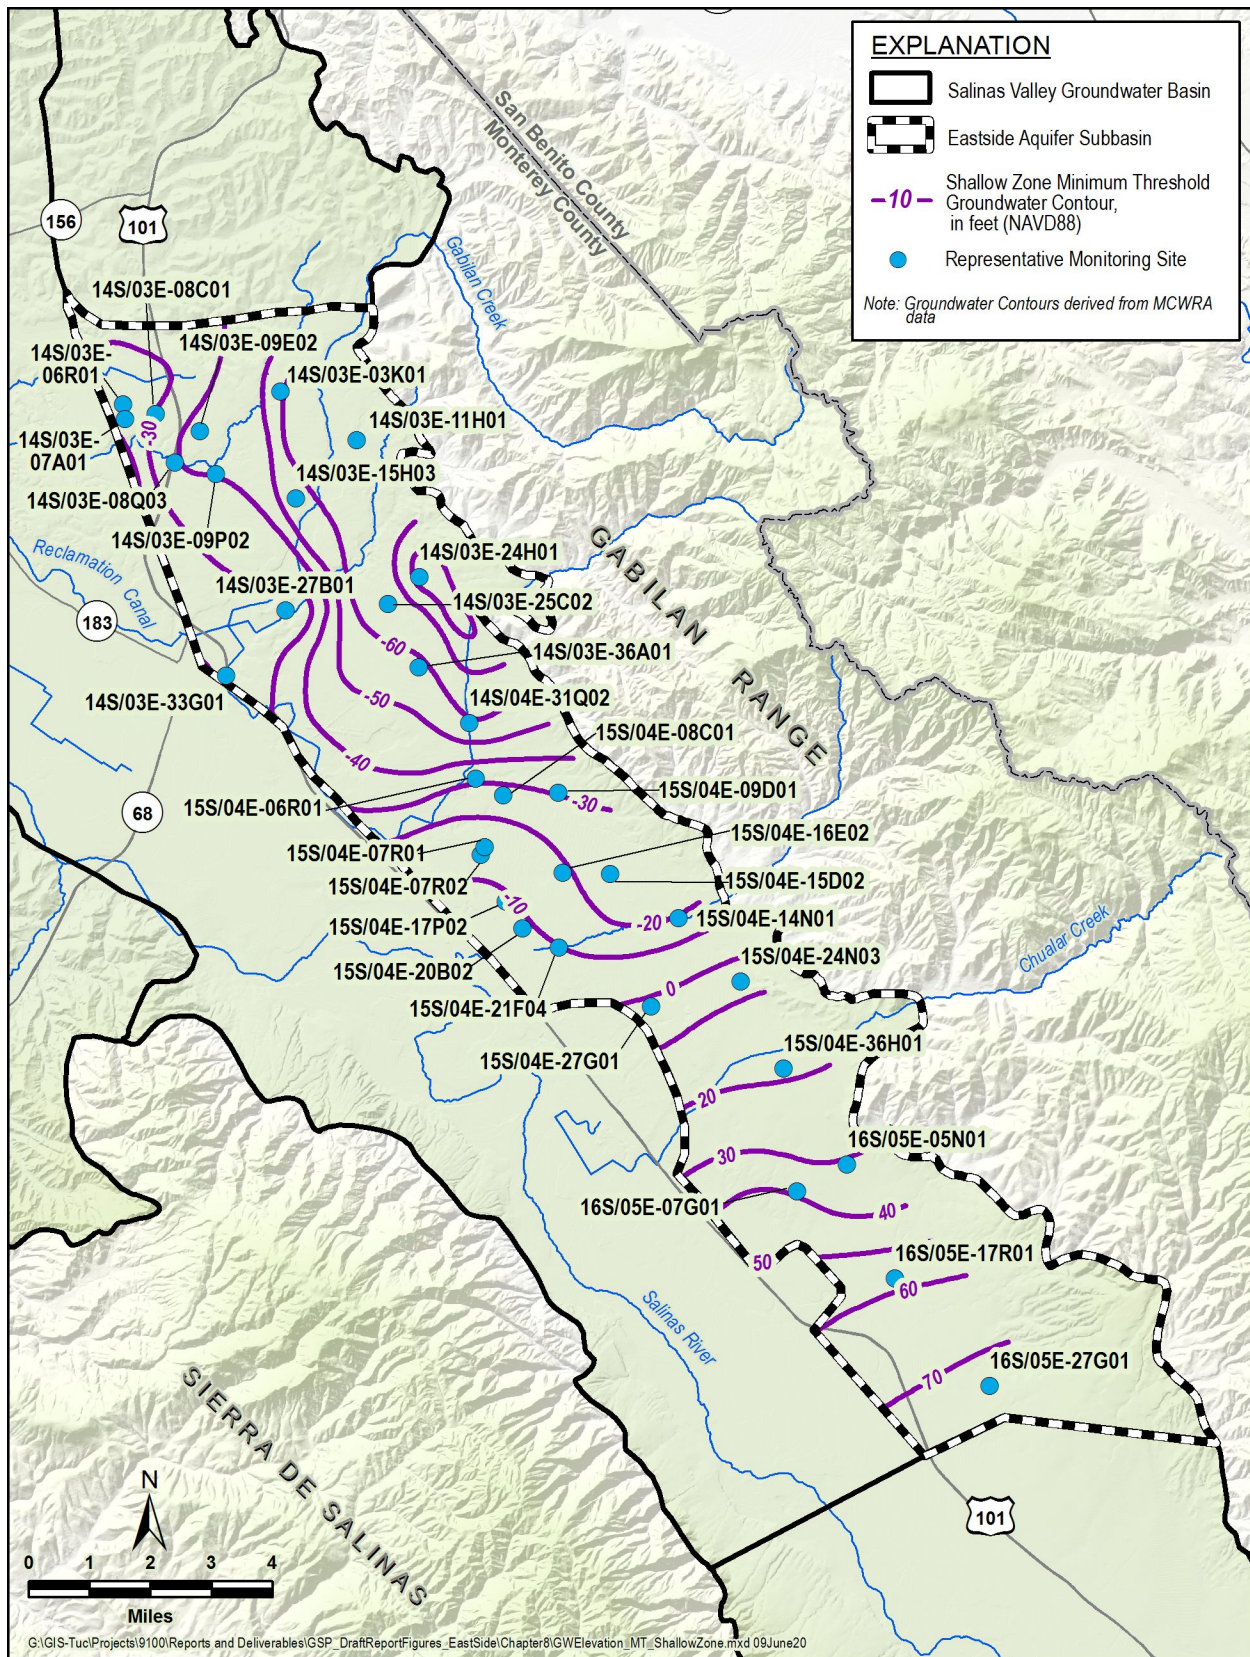 EXPLANATION
Salinas Valley Groundwater Basin
Eastside Aquifer Subbasin
-10
Shallow Zone Minimum Threshold
Groundwater Contour,
in feet (NAVD88)
Representative Monitoring Site
Note: Groundwater Contours derived from MCWRA
data
San Benito County
Monterey County
156
101
Gabilan Creek
14S/03E-08C01
14S/03E-09E02
14S/03E-
06R01
14S/03E-03K01
14S/03E-11H01
-30
14S/03E-
07A01
14S/03E-15H03
14S/03E-08Q03
14S/03E-09P02
GABILAN RANGE
Reclamation Canal
14S/03E-24H01
14S/03E-27B01
14S/03E-25C02
183
-60
14S/03E-36A01
-50
14S/03E-33G01
14S/04E-31Q02
15S/04E-08C01
-40
15S/04E-06R01
-30
15S/04E-09D01
68
15S/04E-16E02
15S/04E-07R01
15S/04E-07R02
15S/04E-15D02
-10
15S/04E-17P02
-20
15S/04E-14N01
Chualar Creek
15S/04E-20B02
15S/04E-24N03
0
15S/04E-21F04
15S/04E-27G01
15S/04E-36H01
20
30
16S/05E-05N01
16S/05E-07G01
40
50
16S/05E-17R01
60
Salinas River
16S/05E-27G01
70
SIERRA DE SALINAS
N
101
0 1 2 3 4
Miles
G:\GIS-Tuc\Projects\9100\Reports and Deliverables\GSP_DraftReportFigures_EastSide\Chapter8\GWElevation_MT_ShallowZone.mxd 09June20